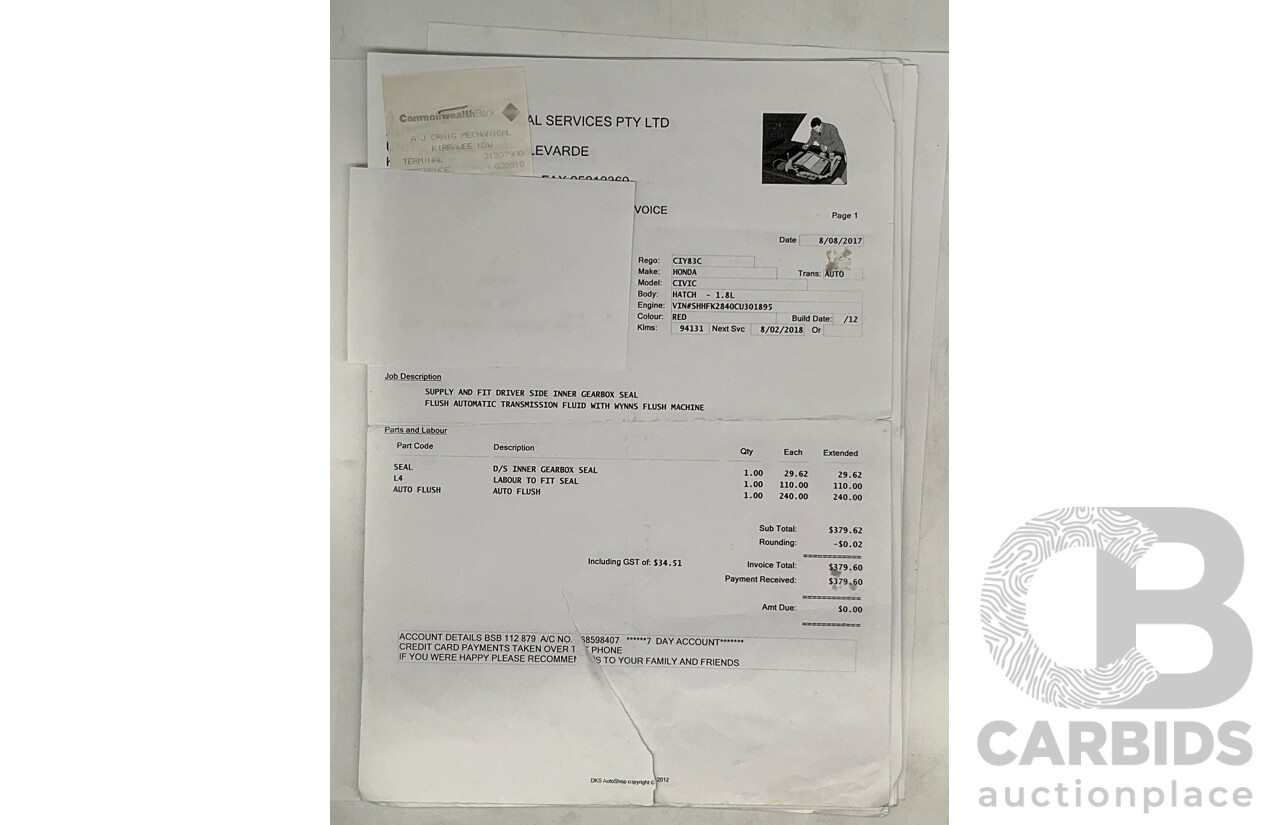 CommonwealthBank
A J CRAIG MECHANICAL
KIRRAWEE NSW
TERMINAL 31207900
020010
AL SERVICES PTY LTD
LEVARDE
VOICE
Page 1
Date 8/08/2017
Rego: CIY83C
Make: HONDA Trans: AUTO
Model: CIVIC
Body: HATCH - 1.8L
Engine: VIN#SHHFK2840CU301895
Colour: RED Build Date: /12
Klms: 94131 Next Svc 8/02/2018 Or
Job Description
SUPPLY AND FIT DRIVER SIDE INNER GEARBOX SEAL
FLUSH AUTOMATIC TRANSMISSION FLUID WITH WYNNS FLUSH MACHINE
Parts and Labour
Part Code Description Qty Each Extended
SEAL D/S INNER GEARBOX SEAL 1.00 29.62 29.62
L4 LABOUR TO FIT SEAL 1.00 110.00 110.00
AUTO FLUSH AUTO FLUSH 1.00 240.00 240.00
Sub Total: $379.62
Rounding: -$0.02
Including GST of: $34.51 Invoice Total: $379.60
Payment Received: $379.60
Amt Due: $0.00
ACCOUNT DETAILS BSB 112 879 A/C NO. 68598407 ******7 DAY ACCOUNT*******
CREDIT CARD PAYMENTS TAKEN OVER T E PHONE
IF YOU WERE HAPPY PLEASE RECOMMEN US TO YOUR FAMILY AND FRIENDS
DKS AutoShop copyright © 2012
CB
CARBIDS
auctionplace